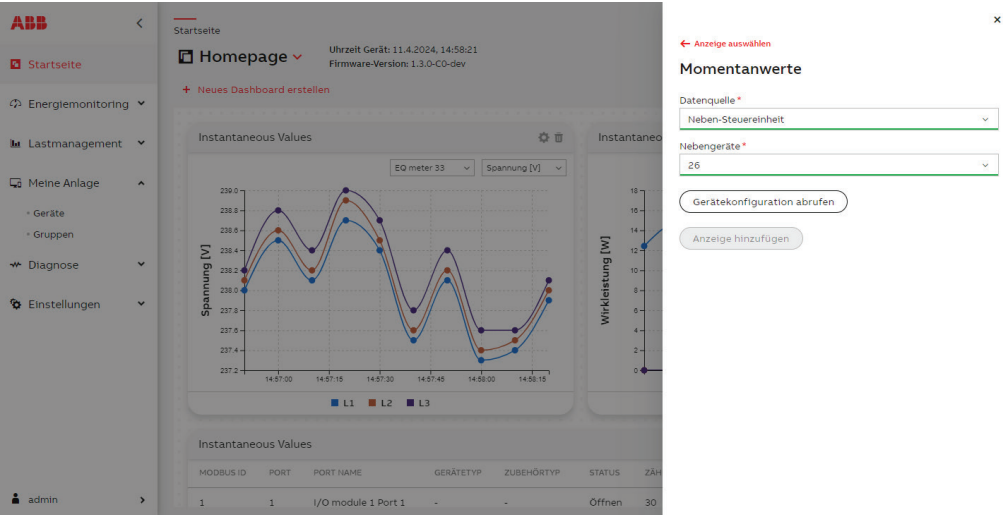 ABB
Startseite
Energiemonitoring
Lastmanagement
Meine Anlage
Geräte
Gruppen
Diagnose
Einstellungen
admin
Startseite
Homepage
Uhrzeit Gerät: 11.4.2024, 14:58:21
Firmware-Version: 1.3.0-C0-dev
+ Neues Dashboard erstellen
Instantaneous Values
EQ meter 33
Spannung [V]
Spannung [V]
239.0
238.8
238.6
238.4
238.2
238.0
237.8
237.6
237.4
237.2
14:57:00 14:57:15 14:57:30 14:57:45 14:58:00 14:58:15
L1 L2 L3
Instantaneo
Wirkleistung [W]
18
16
14
12
10
8
6
4
2
0
Instantaneous Values
MODBUS ID PORT PORT NAME GERÄTETYP ZUBEHÖRTYP STATUS ZÄH
1 1 I/O module 1 Port 1 - - Öffnen 30
×
← Anzeige auswählen
Momentanwerte
Datenquelle *
Neben-Steuereinheit
Nebengeräte *
26
Gerätekonfiguration abrufen
Anzeige hinzufügen